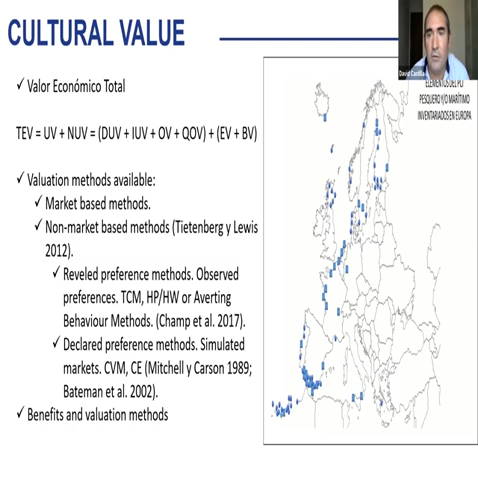 CULTURAL VALUE
✓ Valor Económico Total
TEV = UV + NUV = (DUV + IUV + OV + QOV) + (EV + BV)
✓ Valuation methods available:
✓ Market based methods.
✓ Non-market based methods (Tietenberg y Lewis
2012).
✓ Reveled preference methods. Observed
preferences. TCM, HP/HW or Averting
Behaviour Methods. (Champ et al. 2017).
✓ Declared preference methods. Simulated
markets. CVM, CE (Mitchell y Carson 1989;
Bateman et al. 2002).
✓ Benefits and valuation methods
David Castilla
ELEMENTOS DEL PCI
PESQUERO Y/O MARÍTIMO
INVENTARIADOS EN EUROPA